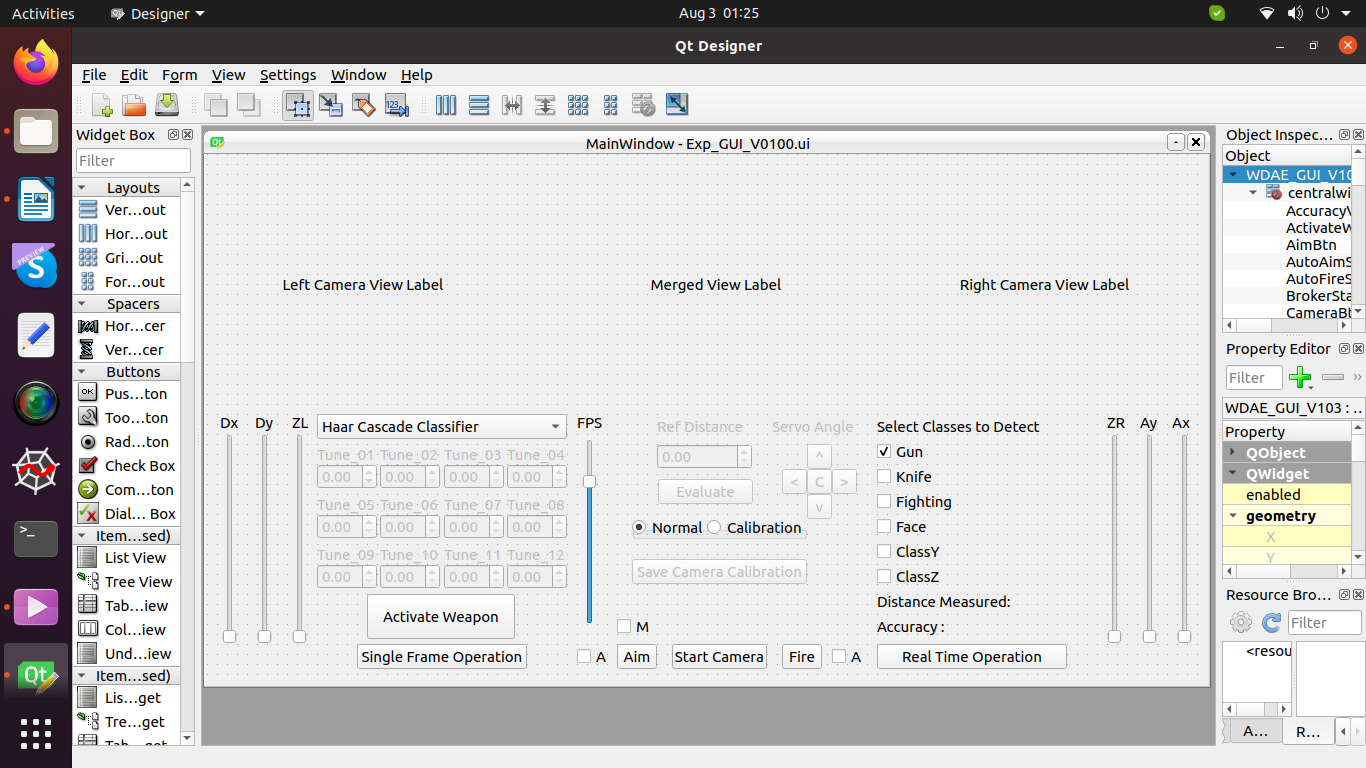 Activities Designer Aug 3 01:25
Qt Designer
File Edit Form View Settings Window Help
123
Widget Box
Filter
Layouts
Ver...out
Hor...out
Gri...out
For...out
Spacers
Hor...cer
Ver...cer
Buttons
OK Pus...ton
Too...ton
Rad...ton
Check Box
Com...ton
Dial... Box
Item...sed)
List View
Tree View
Tab...iew
Col...iew
Und...iew
Item...sed)
Lis...get
Tre...get
Tab...get
PREVIEW
S
>_
Qt
Qt MainWindow - Exp_GUI_V0100.ui
Left Camera View Label Merged View Label Right Camera View Label
Dx Dy ZL Haar Cascade Classifier FPS
Tune_01 Tune_02 Tune_03 Tune_04
0.00 0.00 0.00 0.00
Tune_05 Tune_06 Tune_07 Tune_08
0.00 0.00 0.00 0.00
Tune_09 Tune_10 Tune_11 Tune_12
0.00 0.00 0.00 0.00
Activate Weapon
Single Frame Operation
Ref Distance Servo Angle
0.00
Evaluate
^
< C >
v
Normal Calibration
Save Camera Calibration
M
A Aim Start Camera Fire A
Select Classes to Detect
Gun
Knife
Fighting
Face
ClassY
ClassZ
Distance Measured:
Accuracy :
Real Time Operation
ZR Ay Ax
Object Inspec...
Object
WDAE_GUI_V10
centralwi
AccuracyV
ActivateW
AimBtn
AutoAimS
AutoFireS
BrokerSta
CameraBt
Property Editor
Filter
WDAE_GUI_V103 : ..
Property
QObject
QWidget
enabled
geometry
X
Y
Resource Bro...
Filter
<resou
A... R...